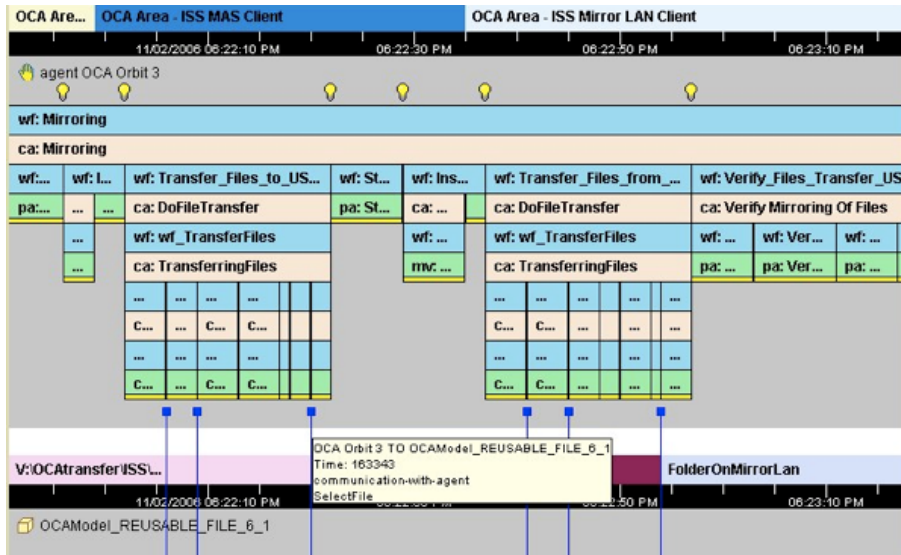 OCA Are... OCA Area - ISS MAS Client OCA Area - ISS Mirror LAN Client
11/02/2006 06:22:10 PM 06:22:30 PM 06:22:50 PM 06:23:10 PM
agent OCA Orbit 3
wf: Mirroring
ca: Mirroring
wf:... wf: I... wf: Transfer_Files_to_US... wf: St... wf: Ins... wf: Transfer_Files_from_... wf: Verify_Files_Transfer_US
pa:... ... ... ca: DoFileTransfer pa: St... ca: ... ca: DoFileTransfer ca: Verify Mirroring Of Files
... wf: wf_TransferFiles wf: ... wf: wf_TransferFiles wf: ... wf: Ver... wf: ...
... ca: TransferringFiles mv: ... ca: TransferringFiles pa: ... pa: Ver... pa: ...
... ... ... ... ... ... ... ... ...
C... ... C... C... C... ... C... ... ...
... ... ... ... ... ... ... ... ...
C... ... C... C... C... ... C... ... ...
OCA Orbit 3 TO OCAModel_REUSABLE_FILE_6_1
Time: 163343
communication-with-agent
SelectFile
V:\OCAtransfer\ISS\... FolderOnMirrorLan
11/02/2006 06:22:10 PM :50 PM 06:23:10 PM
OCAModel_REUSABLE_FILE_6_1